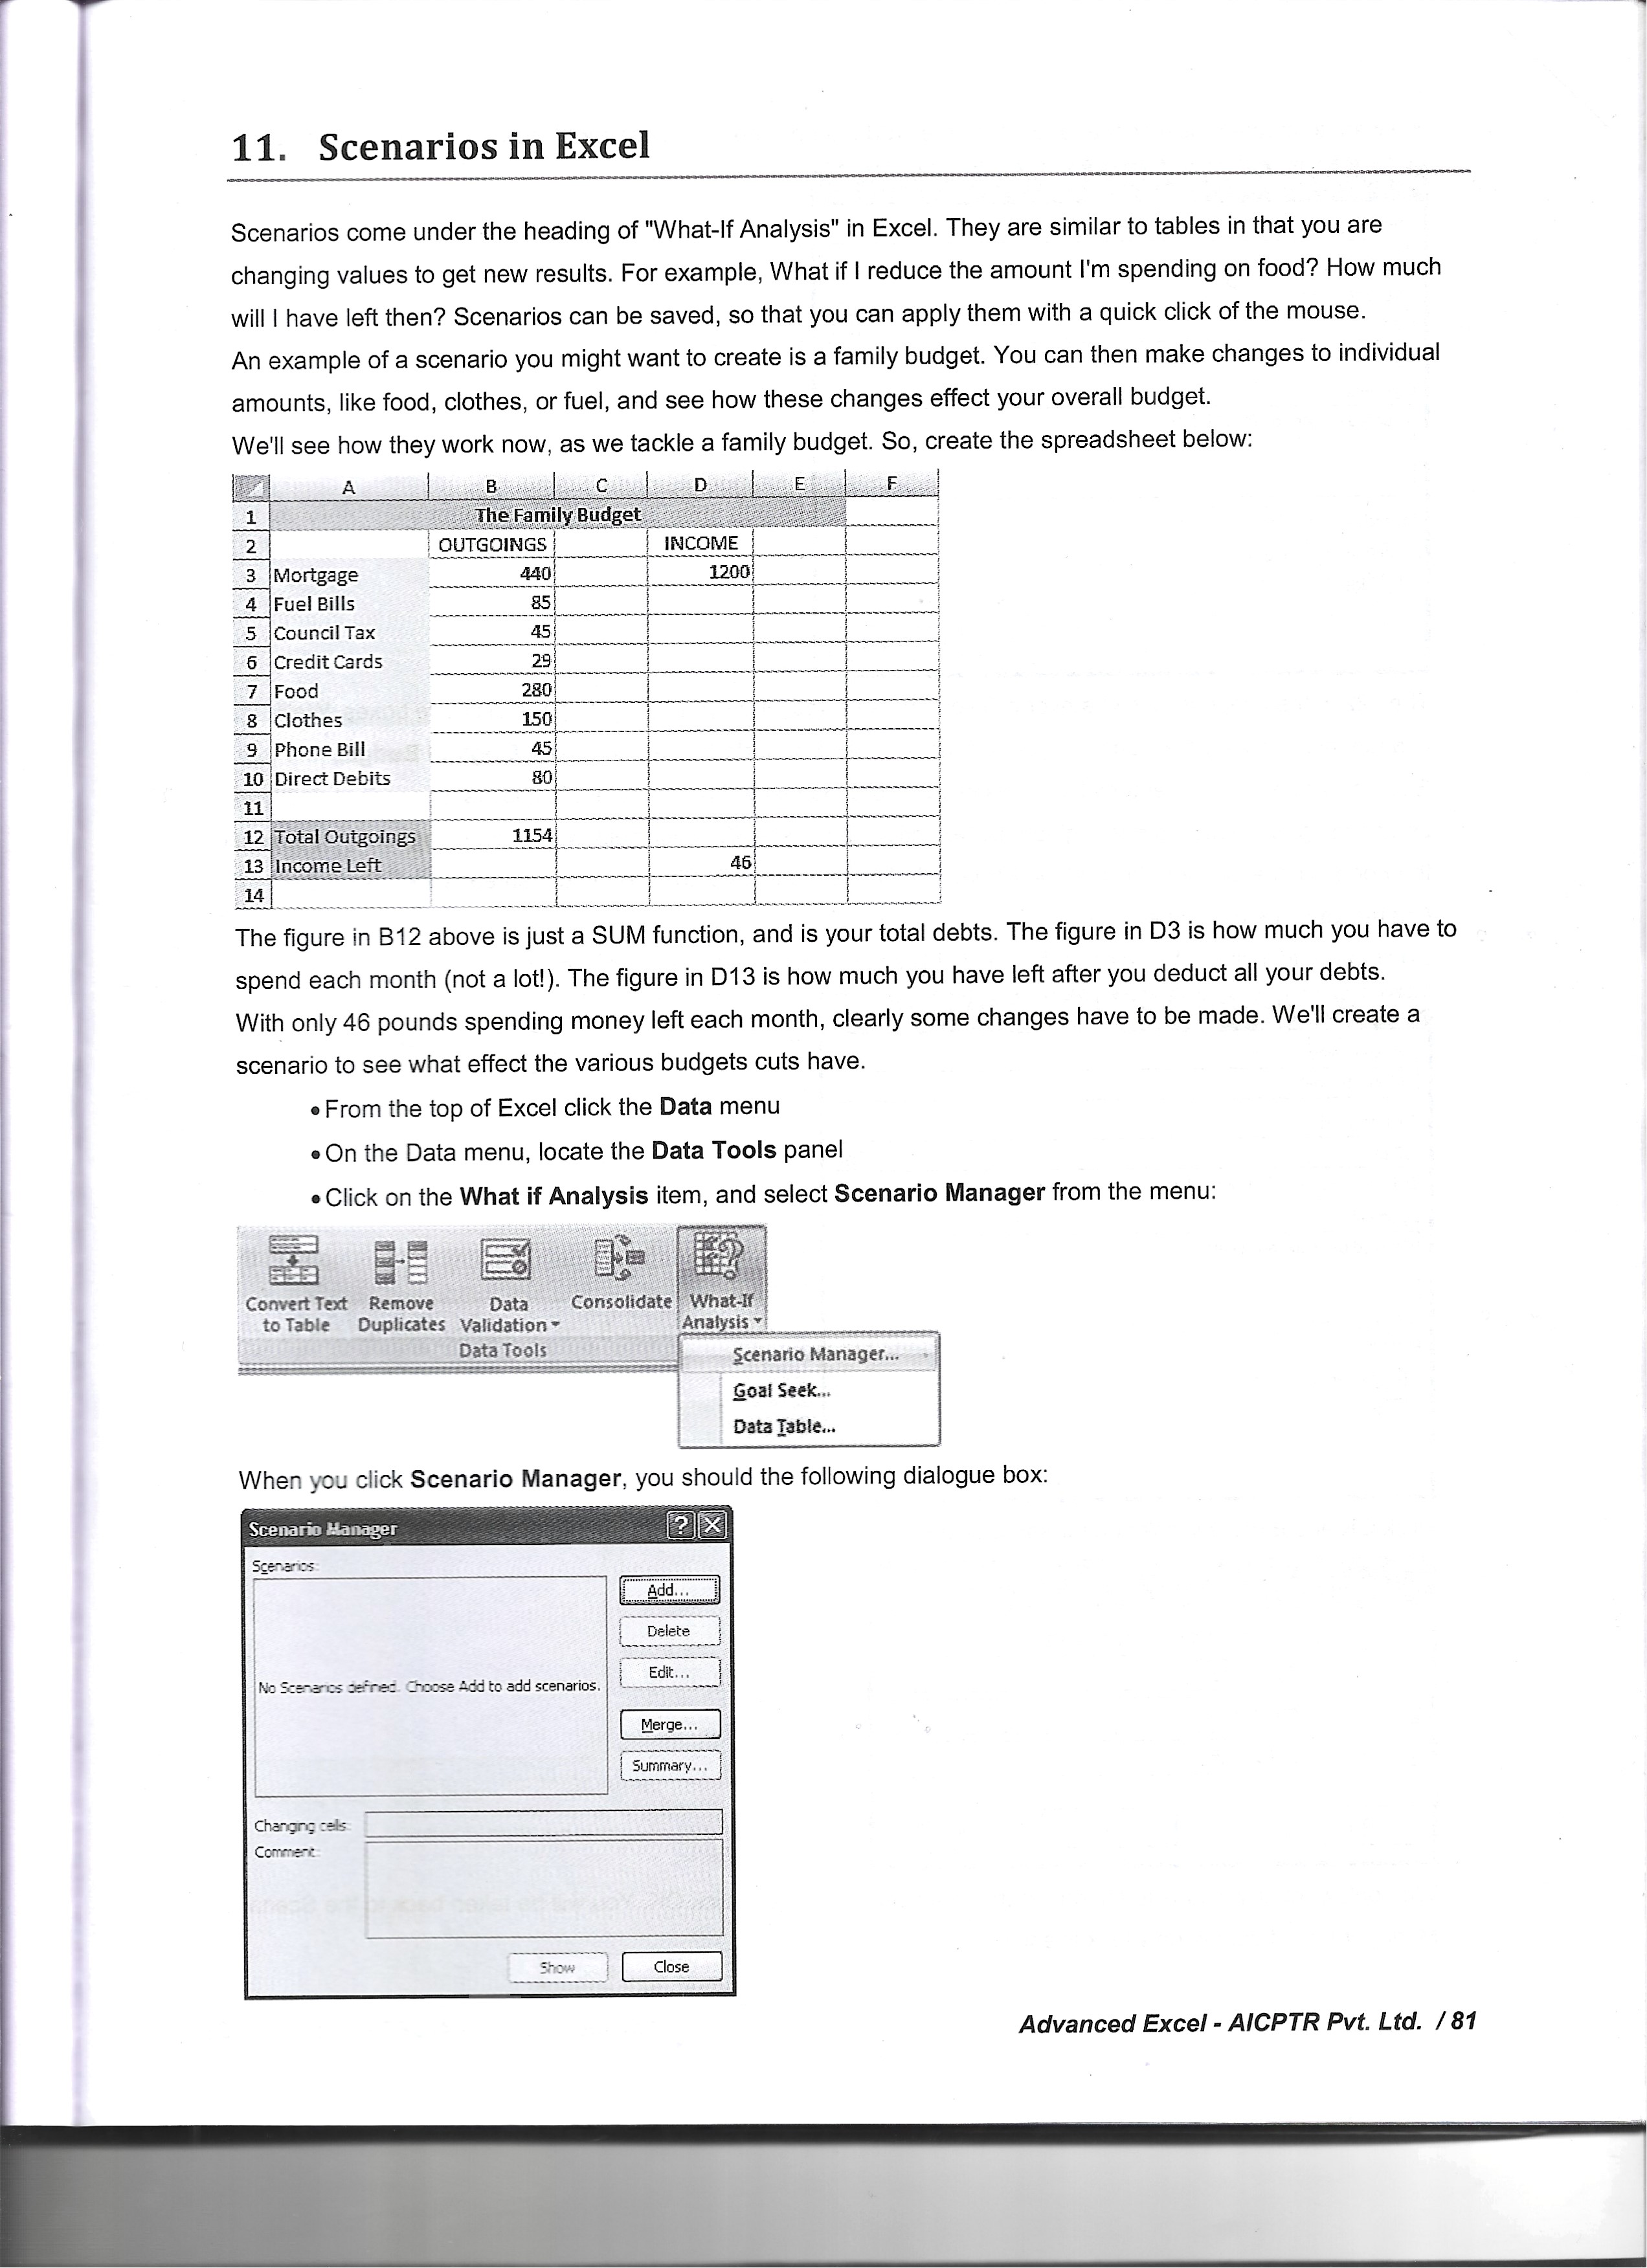 11. Scenarios in Excel
Scenarios come under the heading of "What-If Analysis" in Excel. They are similar to tables in that you are
changing values to get new results. For example, What if I reduce the amount I'm spending on food? How much
will I have left then? Scenarios can be saved, so that you can apply them with a quick click of the mouse.
An example of a scenario you might want to create is a family budget. You can then make changes to individual
amounts, like food, clothes, or fuel, and see how these changes effect your overall budget.
We'll see how they work now, as we tackle a family budget. So, create the spreadsheet below:
A B C D E F
1 The Family Budget
2 OUTGOINGS INCOME
3 Mortgage 440 1200
4 Fuel Bills 85
5 Council Tax 45
6 Credit Cards 29
7 Food 280
8 Clothes 150
9 Phone Bill 45
10 Direct Debits 80
11
12 Total Outgoings 1154
13 Income Left 46
14
The figure in B12 above is just a SUM function, and is your total debts. The figure in D3 is how much you have to
spend each month (not a lot!). The figure in D13 is how much you have left after you deduct all your debts.
With only 46 pounds spending money left each month, clearly some changes have to be made. We'll create a
scenario to see what effect the various budgets cuts have.
• From the top of Excel click the Data menu
• On the Data menu, locate the Data Tools panel
• Click on the What if Analysis item, and select Scenario Manager from the menu:
Convert Text Remove Data Consolidate What-If
to Table Duplicates Validation Analysis
Data Tools
Scenario Manager...
Goal Seek...
Data Table...
When you click Scenario Manager, you should the following dialogue box:
Scenario Manager ? X
Scenarios:
Add...
Delete
Edit...
No Scenarios defined. Choose Add to add scenarios.
Merge...
Summary...
Changing cells:
Comment:
Show Close
Advanced Excel - AICPTR Pvt. Ltd. / 81